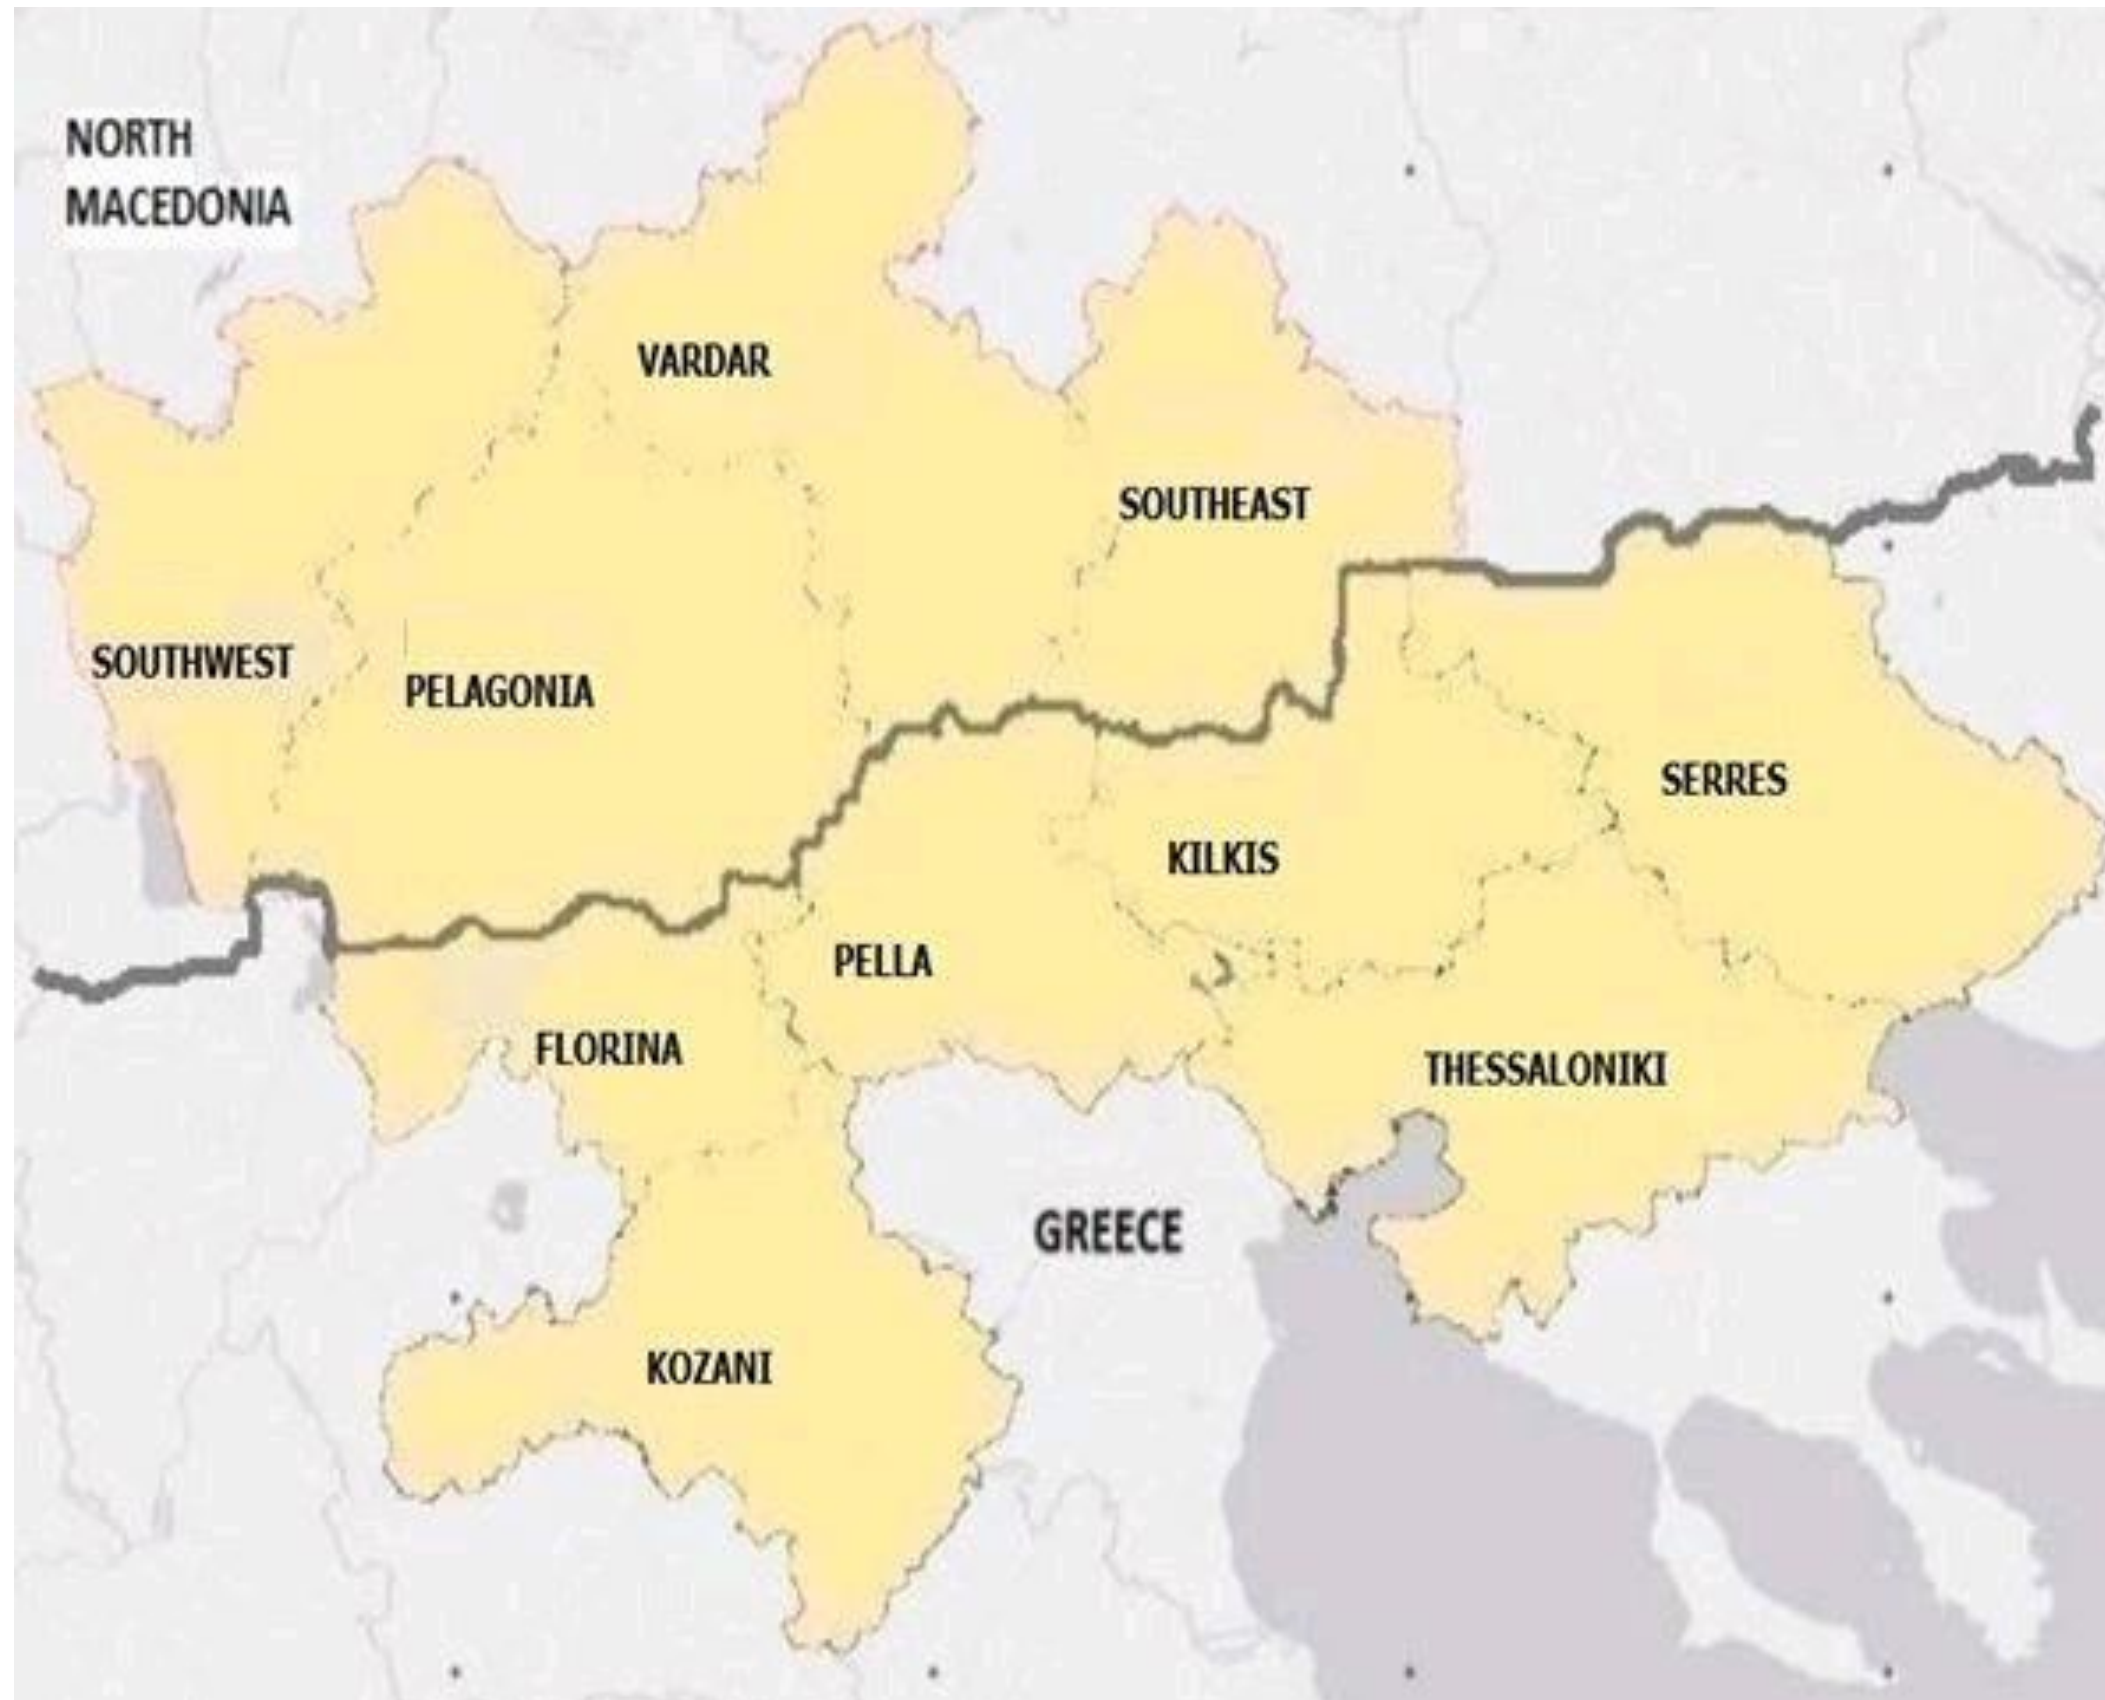 NORTH
MACEDONIA
VARDAR
SOUTHEAST
SOUTHWEST
PELAGONIA
SERRES
KILKIS
PELLA
FLORINA
THESSALONIKI
GREECE
KOZANI